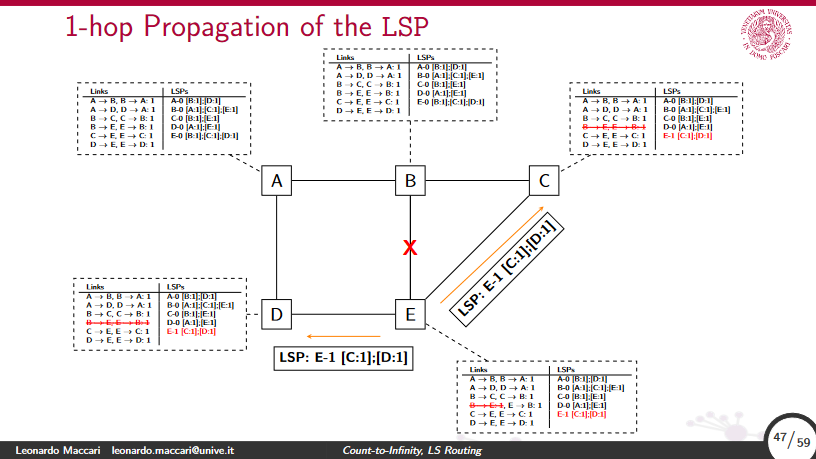 1-hop Propagation of the LSP
Links LSPs
A → B, B → A: 1 A-0 [B:1];[D:1]
A → D, D → A: 1 B-0 [A:1];[C:1];[E:1]
B → C, C → B: 1 C-0 [B:1];[E:1]
B → E, E → B: 1 D-0 [A:1];[E:1]
C → E, E → C: 1 E-0 [B:1];[C:1];[D:1]
D → E, E → D: 1
Links LSPs
A → B, B → A: 1 A-0 [B:1];[D:1]
A → D, D → A: 1 B-0 [A:1];[C:1];[E:1]
B → C, C → B: 1 C-0 [B:1];[E:1]
B → E, E → B: 1 D-0 [A:1];[E:1]
C → E, E → C: 1 E-0 [B:1];[C:1];[D:1]
D → E, E → D: 1
Links LSPs
A → B, B → A: 1 A-0 [B:1];[D:1]
A → D, D → A: 1 B-0 [A:1];[C:1];[E:1]
B → C, C → B: 1 C-0 [B:1];[E:1]
B → E, E → B: 1 D-0 [A:1];[E:1]
C → E, E → C: 1 E-1 [C:1];[D:1]
D → E, E → D: 1
A B C
X
LSP: E-1 [C:1];[D:1]
Links LSPs
A → B, B → A: 1 A-0 [B:1];[D:1]
A → D, D → A: 1 B-0 [A:1];[C:1];[E:1]
B → C, C → B: 1 C-0 [B:1];[E:1]
B → E, E → B: 1 D-0 [A:1];[E:1]
C → E, E → C: 1 E-1 [C:1];[D:1]
D → E, E → D: 1
D E
LSP: E-1 [C:1];[D:1]
Links LSPs
A → B, B → A: 1 A-0 [B:1];[D:1]
A → D, D → A: 1 B-0 [A:1];[C:1];[E:1]
B → C, C → B: 1 C-0 [B:1];[E:1]
B → E: 1, E → B: 1 D-0 [A:1];[E:1]
C → E, E → C: 1 E-1 [C:1];[D:1]
D → E, E → D: 1
Leonardo Maccari leonardo.maccari@unive.it Count-to-Infinity, LS Routing 47/59